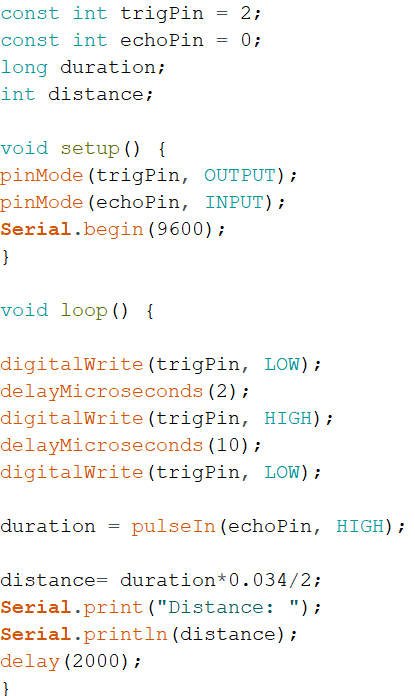 const int trigPin = 2;
const int echoPin = 0;
long duration;
int distance;

void setup() {
pinMode(trigPin, OUTPUT);
pinMode(echoPin, INPUT);
Serial.begin(9600);
}

void loop() {

digitalWrite(trigPin, LOW);
delayMicroseconds(2);
digitalWrite(trigPin, HIGH);
delayMicroseconds(10);
digitalWrite(trigPin, LOW);

duration = pulseIn(echoPin, HIGH);

distance= duration*0.034/2;
Serial.print("Distance: ");
Serial.println(distance);
delay(2000);
}